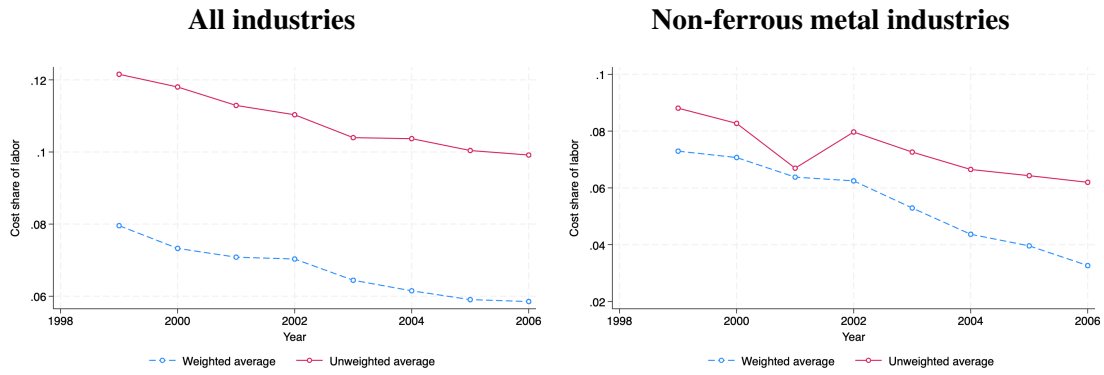 All industries
.12
.1
.08
.06
Cost share of labor
1998 2000 2002 2004 2006
Year
Weighted average Unweighted average
Non-ferrous metal industries
.1
.08
.06
.04
.02
Cost share of labor
1998 2000 2002 2004 2006
Year
Weighted average Unweighted average